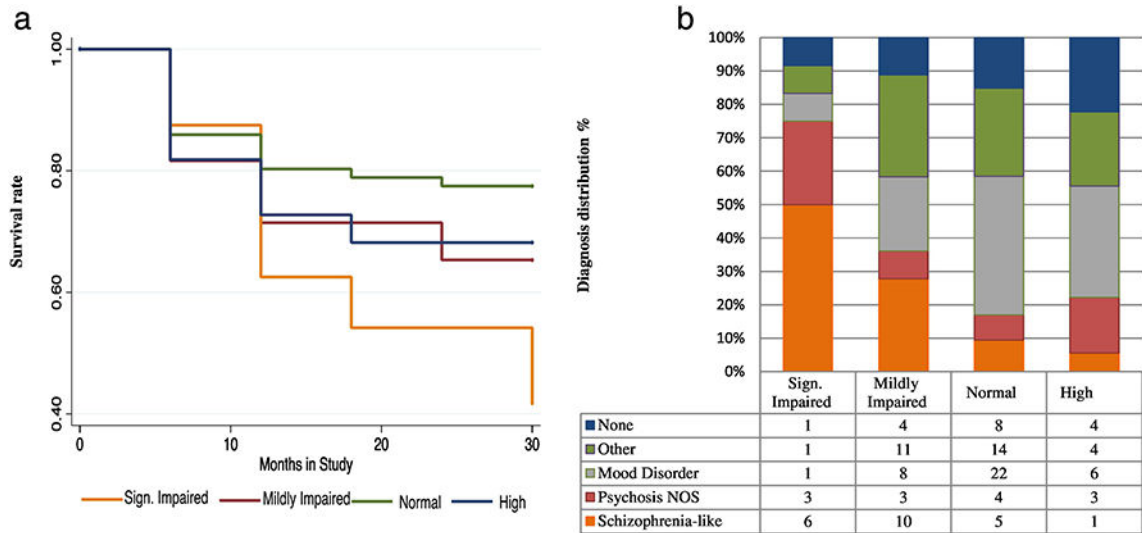 a
1.00
0.80
0.60
0.40
Survival rate
0
10
20
30
Months in Study
Sign. Impaired Mildly Impaired Normal High
b
100%
90%
80%
70%
60%
50%
40%
30%
20%
10%
0%
Diagnosis distribution %
Sign. Impaired Mildly Impaired Normal High
None 1 4 8 4
Other 1 11 14 4
Mood Disorder 1 8 22 6
Psychosis NOS 3 3 4 3
Schizophrenia-like 6 10 5 1